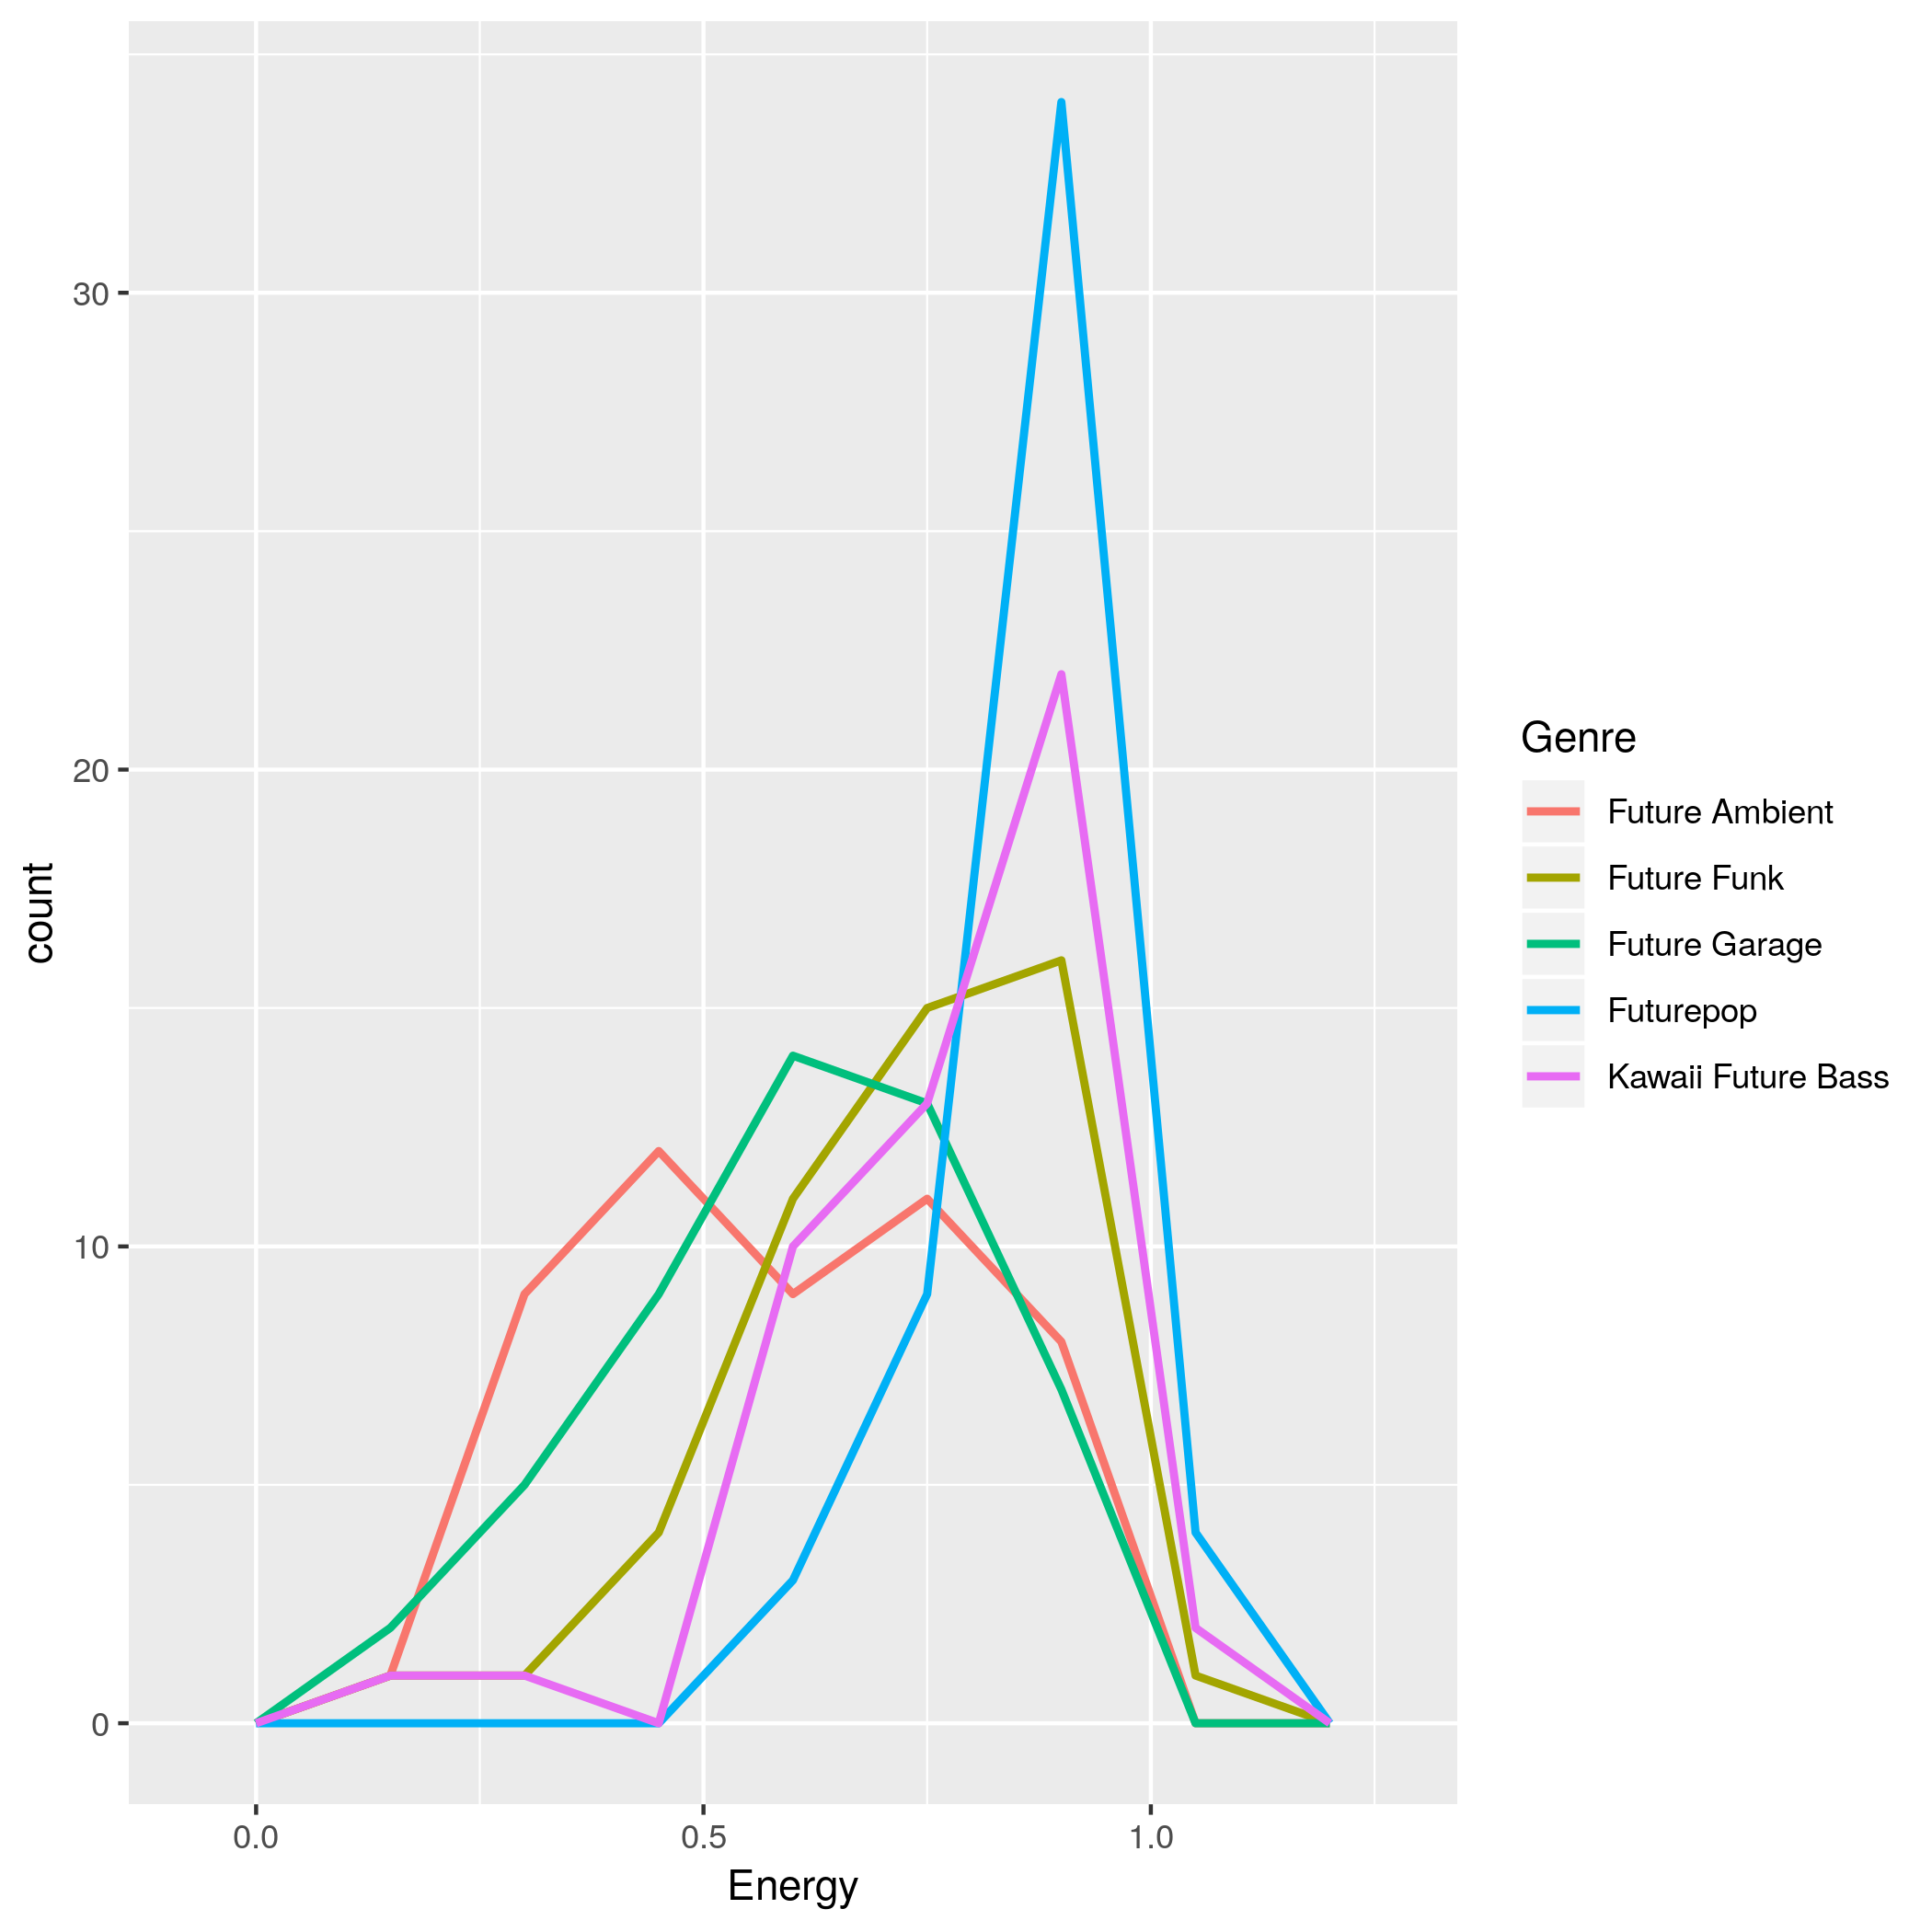 30
20
10
0
count
0.0
0.5
1.0
Energy
Genre
Future Ambient
Future Funk
Future Garage
Futurepop
Kawaii Future Bass